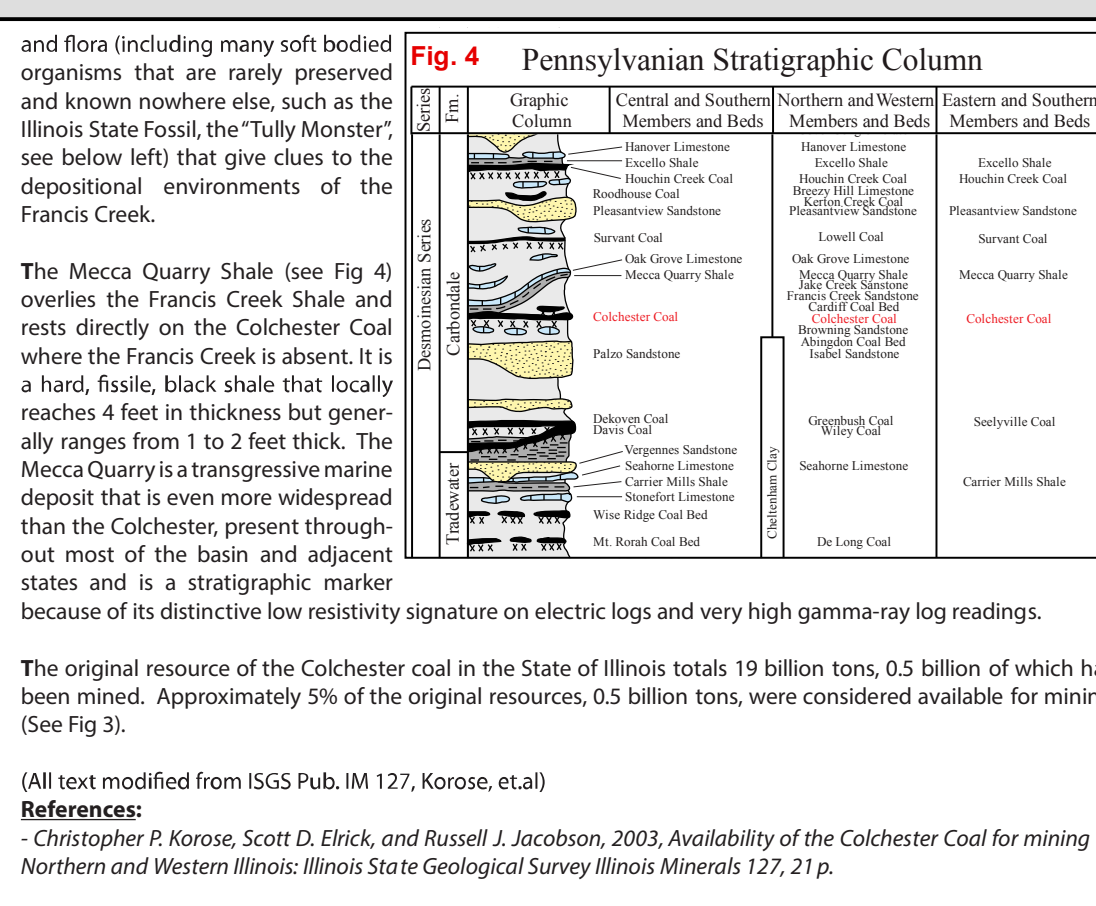 and flora (including many soft bodied
organisms that are rarely preserved
and known nowhere else, such as the
Illinois State Fossil, the “Tully Monster”,
see below left) that give clues to the
depositional environments of the
Francis Creek.
The Mecca Quarry Shale (see Fig 4)
overlies the Francis Creek Shale and
rests directly on the Colchester Coal
where the Francis Creek is absent. It is
a hard, fissile, black shale that locally
reaches 4 feet in thickness but gener-
ally ranges from 1 to 2 feet thick. The
Mecca Quarry is a transgressive marine
deposit that is even more widespread
than the Colchester, present through-
out most of the basin and adjacent
states and is a stratigraphic marker
because of its distinctive low resistivity signature on electric logs and very high gamma-ray log readings.
Fig. 4 Pennsylvanian Stratigraphic Column
Series
Fm.
Graphic
Column
Central and Southern
Members and Beds
Northern and Western
Members and Beds
Eastern and Southern
Members and Beds
Desmoinesian Series
Carbondale
Tradewater
Hanover Limestone
Excello Shale
Houchin Creek Coal
Roodhouse Coal
Pleasantview Sandstone
Survant Coal
Oak Grove Limestone
Mecca Quarry Shale
Colchester Coal
Palzo Sandstone
Dekoven Coal
Davis Coal
Vergennes Sandstone
Seahorne Limestone
Carrier Mills Shale
Stonefort Limestone
Wise Ridge Coal Bed
Mt. Rorah Coal Bed
Cheltenham Clay
Hanover Limestone
Excello Shale
Houchin Creek Coal
Breezy Hill Limestone
Kerton Creek Coal
Pleasantview Sandstone
Lowell Coal
Oak Grove Limestone
Mecca Quarry Shale
Jake Creek Sanstone
Francis Creek Sandstone
Cardiff Coal Bed
Colchester Coal
Browning Sandstone
Abingdon Coal Bed
Isabel Sandstone
Greenbush Coal
Wiley Coal
Seahorne Limestone
De Long Coal
Excello Shale
Houchin Creek Coal
Pleasantview Sandstone
Survant Coal
Mecca Quarry Shale
Colchester Coal
Seelyville Coal
Carrier Mills Shale
The original resource of the Colchester coal in the State of Illinois totals 19 billion tons, 0.5 billion of which ha
been mined. Approximately 5% of the original resources, 0.5 billion tons, were considered available for minin
(See Fig 3).
(All text modified from ISGS Pub. IM 127, Korose, et.al)
References:
- Christopher P. Korose, Scott D. Elrick, and Russell J. Jacobson, 2003, Availability of the Colchester Coal for mining
Northern and Western Illinois: Illinois State Geological Survey Illinois Minerals 127, 21 p.